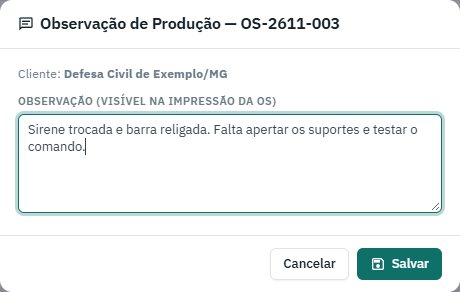 Observação de Produção — OS-2611-003
Cliente: Defesa Civil de Exemplo/MG
OBSERVAÇÃO (VISÍVEL NA IMPRESSÃO DA OS)
Sirene trocada e barra religada. Falta apertar os suportes e testar o
comando.
Cancelar
Salvar